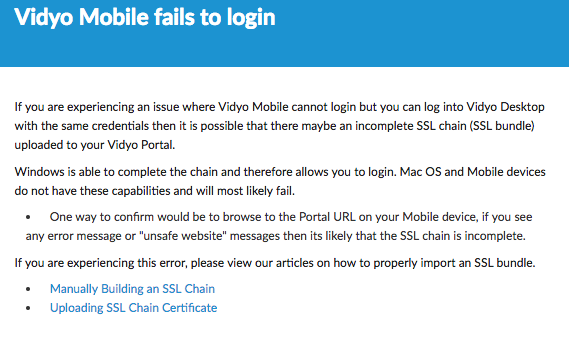 Vidyo Mobile fails to login
If you are experiencing an issue where Vidyo Mobile cannot login but you can log into Vidyo Desktop
with the same credentials then it is possible that there maybe an incomplete SSL chain (SSL bundle)
uploaded to your Vidyo Portal.
Windows is able to complete the chain and therefore allows you to login. Mac OS and Mobile devices
do not have these capabilities and will most likely fail.
• One way to confirm would be to browse to the Portal URL on your Mobile device, if you see
any error message or "unsafe website" messages then its likely that the SSL chain is incomplete.
If you are experiencing this error, please view our articles on how to properly import an SSL bundle.
• Manually Building an SSL Chain
• Uploading SSL Chain Certificate